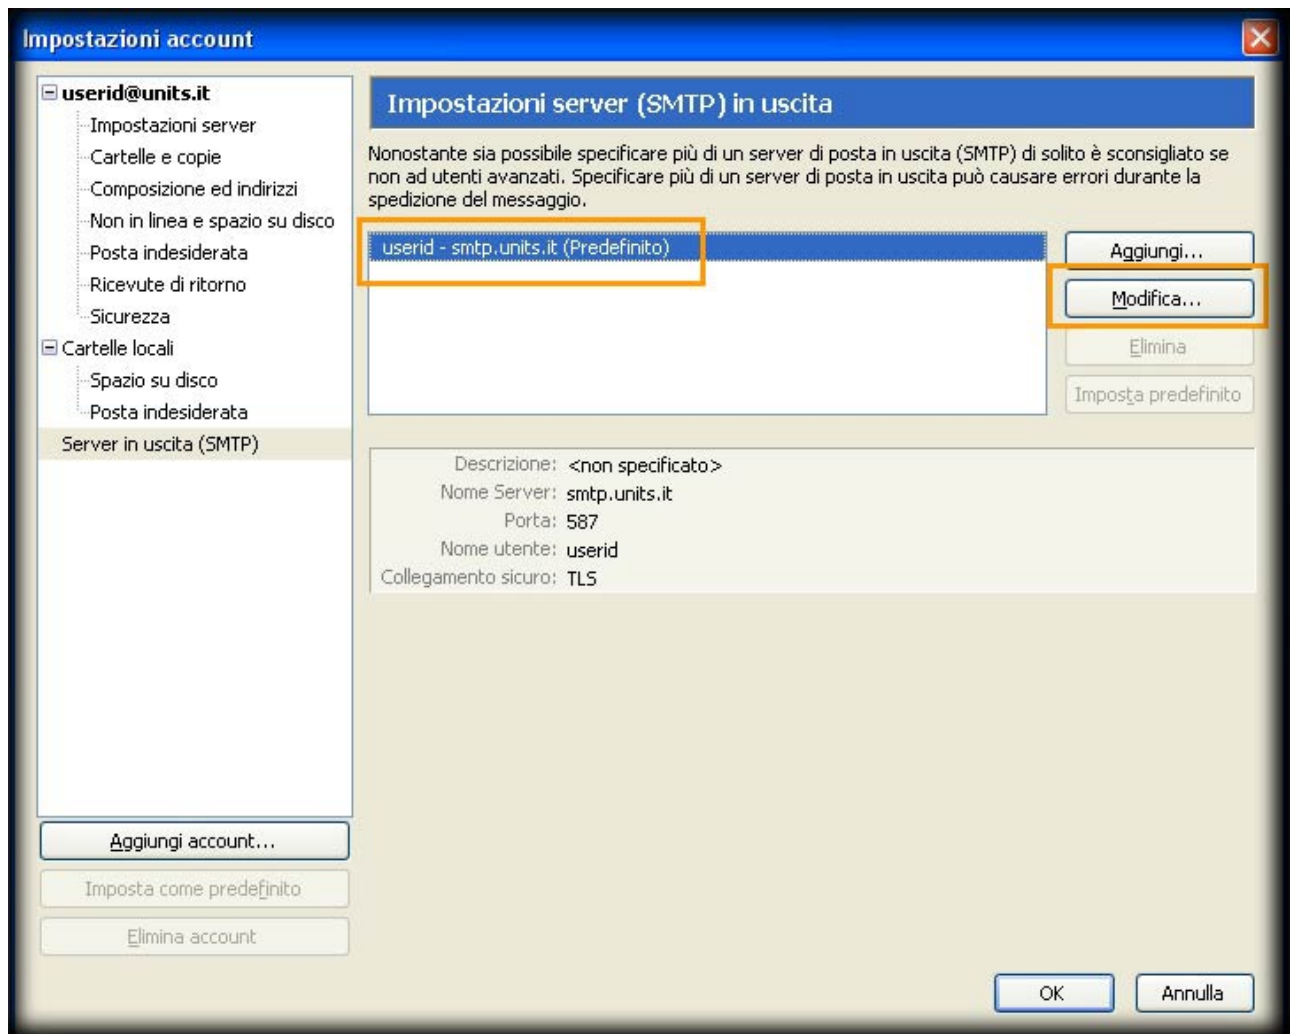 Impostazioni account
userid@units.it
Impostazioni server
Cartelle e copie
Composizione ed indirizzi
Non in linea e spazio su disco
Posta indesiderata
Ricevute di ritorno
Sicurezza
Cartelle locali
Spazio su disco
Posta indesiderata
Server in uscita (SMTP)
Aggiungi account...
Imposta come predefinito
Elimina account
Impostazioni server (SMTP) in uscita
Nonostante sia possibile specificare più di un server di posta in uscita (SMTP) di solito è sconsigliato se
non ad utenti avanzati. Specificare più di un server di posta in uscita può causare errori durante la
spedizione del messaggio.
userid - smtp.units.it (Predefinito)
Aggiungi...
Modifica...
Elimina
Imposta predefinito
Descrizione: <non specificato>
Nome Server: smtp.units.it
Porta: 587
Nome utente: userid
Collegamento sicuro: TLS
OK
Annulla